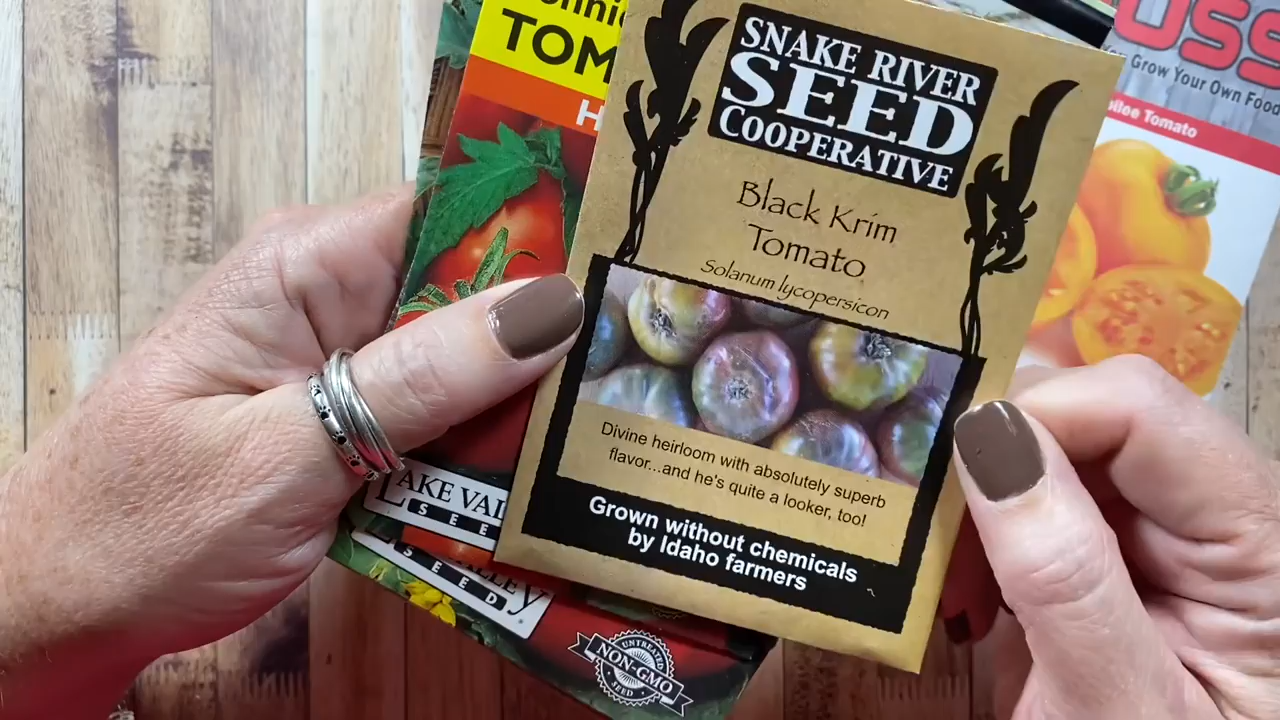 SNAKE RIVER
SEED
COOPERATIVE
Black Krim
Tomato
Solanum lycopersicon
Divine heirloom with absolutely superb
flavor...and he's quite a looker, too!
Grown without chemicals
by Idaho farmers
TOM
H
LAKE VAL
SEE
SEED
UNTREATED
NON-GMO
SEED
Grow Your Own Food
Tomato